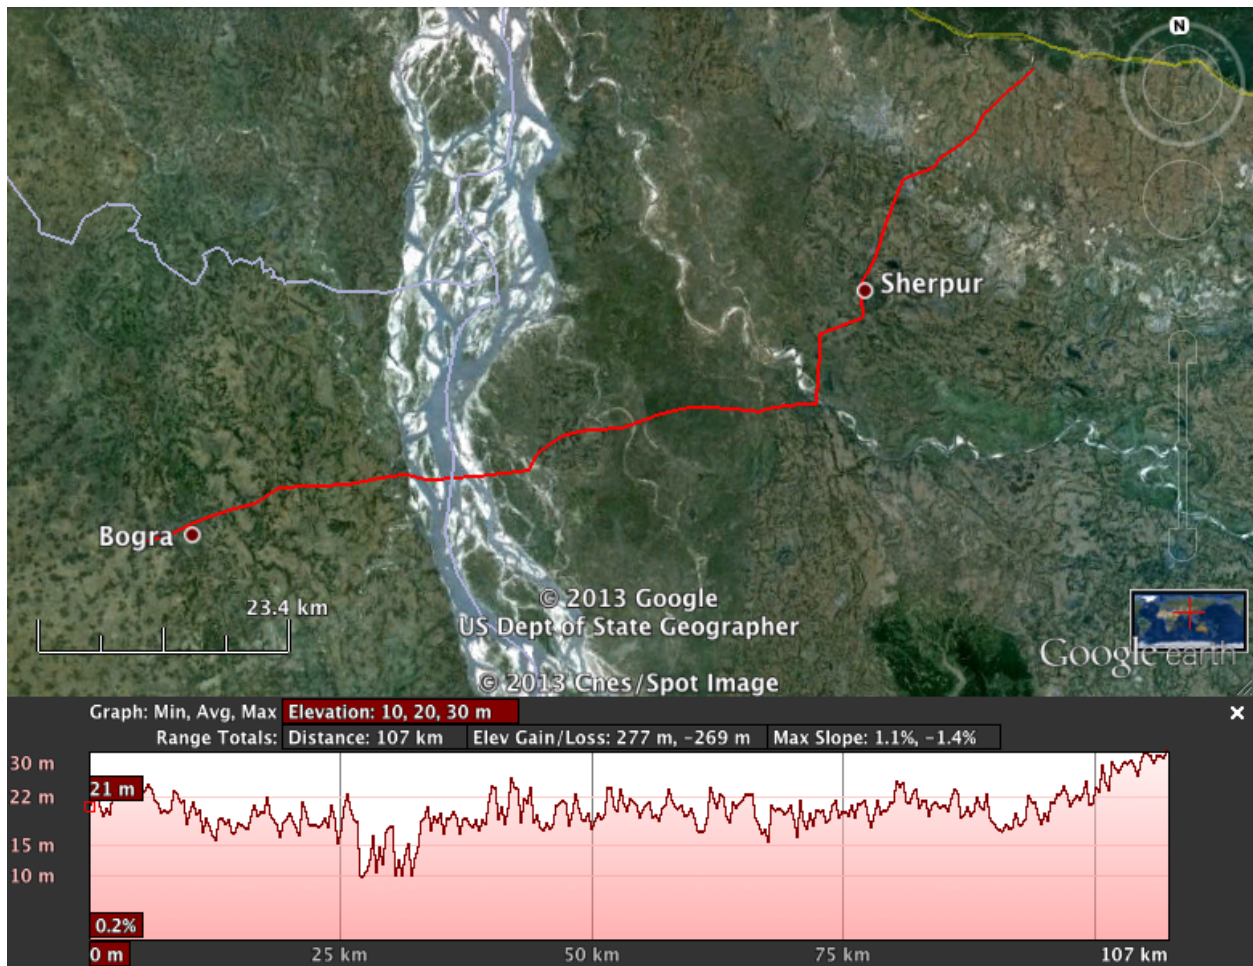 N
Sherpur
Bogra
23.4 km
© 2013 Google
US Dept of State Geographer
© 2013 Cnes/Spot Image
Google earth
Graph: Min, Avg, Max Elevation: 10, 20, 30 m
Range Totals: Distance: 107 km Elev Gain/Loss: 277 m, -269 m Max Slope: 1.1%, -1.4%
30 m
21 m
22 m
15 m
10 m
0.2%
0 m 25 km 50 km 75 km 107 km